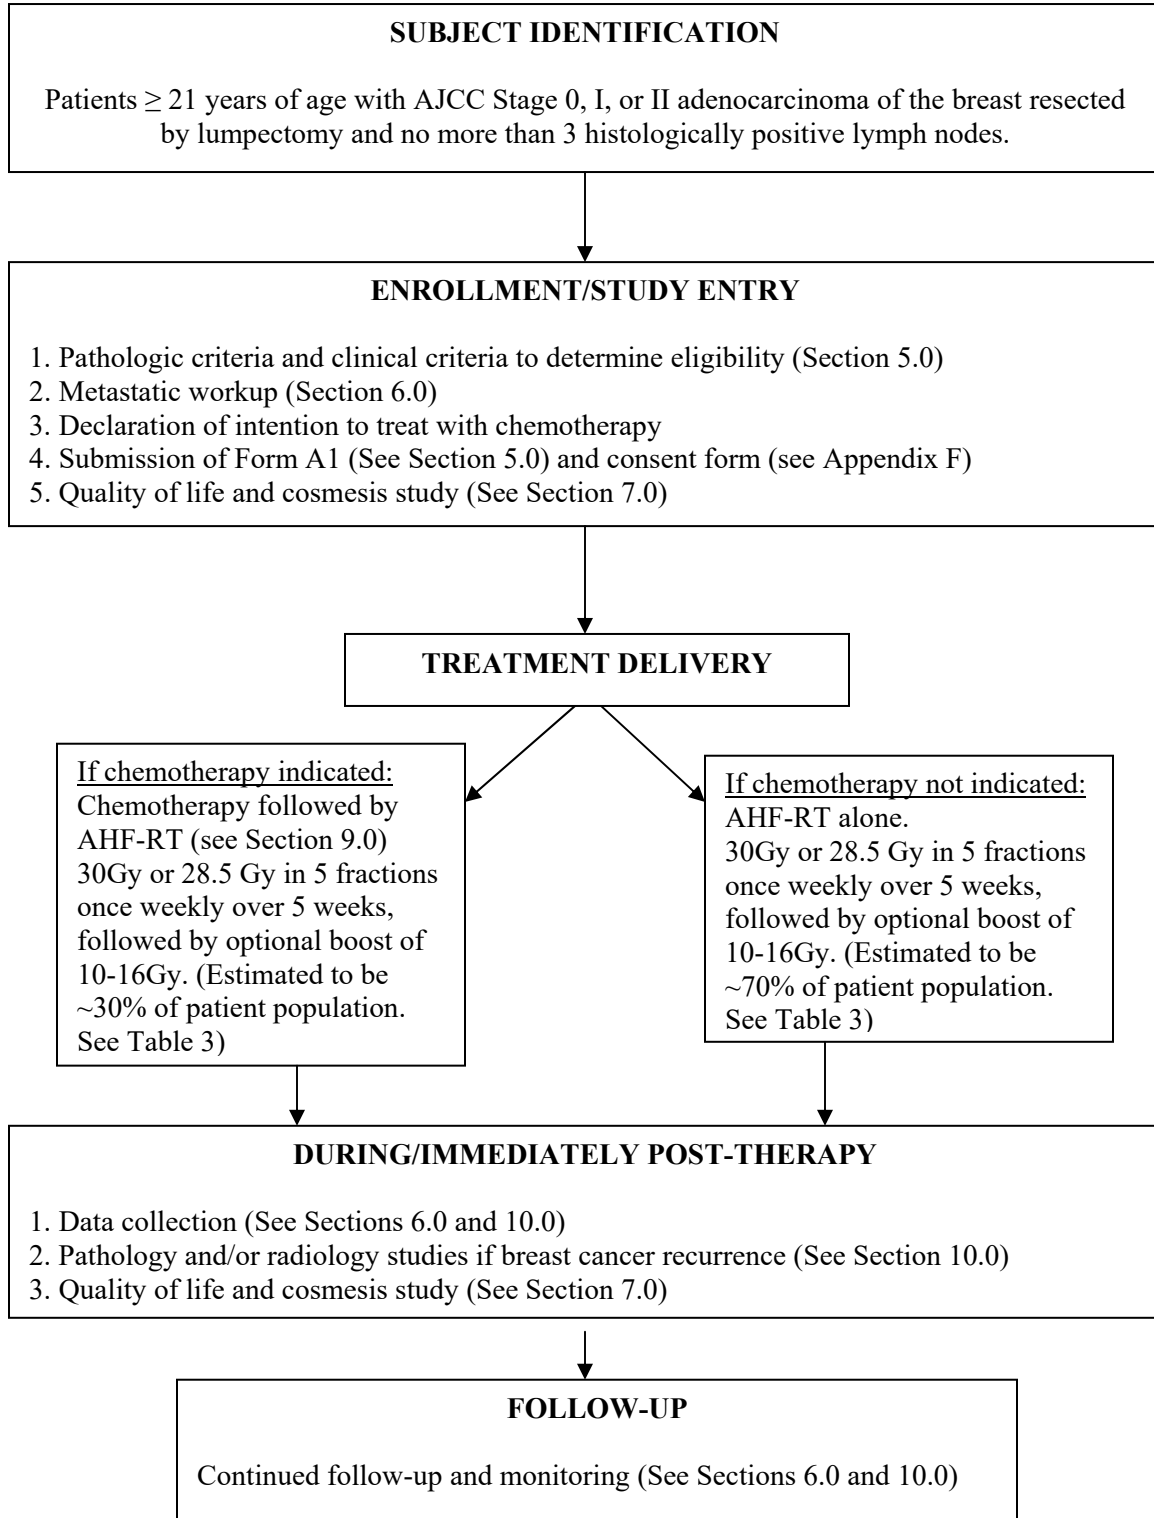 SUBJECT IDENTIFICATION
Patients ≥ 21 years of age with AJCC Stage 0, I, or II adenocarcinoma of the breast resected
by lumpectomy and no more than 3 histologically positive lymph nodes.
ENROLLMENT/STUDY ENTRY
1. Pathologic criteria and clinical criteria to determine eligibility (Section 5.0)
2. Metastatic workup (Section 6.0)
3. Declaration of intention to treat with chemotherapy
4. Submission of Form A1 (See Section 5.0) and consent form (see Appendix F)
5. Quality of life and cosmesis study (See Section 7.0)
TREATMENT DELIVERY
If chemotherapy indicated:
Chemotherapy followed by
AHF-RT (see Section 9.0)
30Gy or 28.5 Gy in 5 fractions
once weekly over 5 weeks,
followed by optional boost of
10-16Gy. (Estimated to be
~30% of patient population.
See Table 3)
If chemotherapy not indicated:
AHF-RT alone.
30Gy or 28.5 Gy in 5 fractions
once weekly over 5 weeks,
followed by optional boost of
10-16Gy. (Estimated to be
~70% of patient population.
See Table 3)
DURING/IMMEDIATELY POST-THERAPY
1. Data collection (See Sections 6.0 and 10.0)
2. Pathology and/or radiology studies if breast cancer recurrence (See Section 10.0)
3. Quality of life and cosmesis study (See Section 7.0)
FOLLOW-UP
Continued follow-up and monitoring (See Sections 6.0 and 10.0)